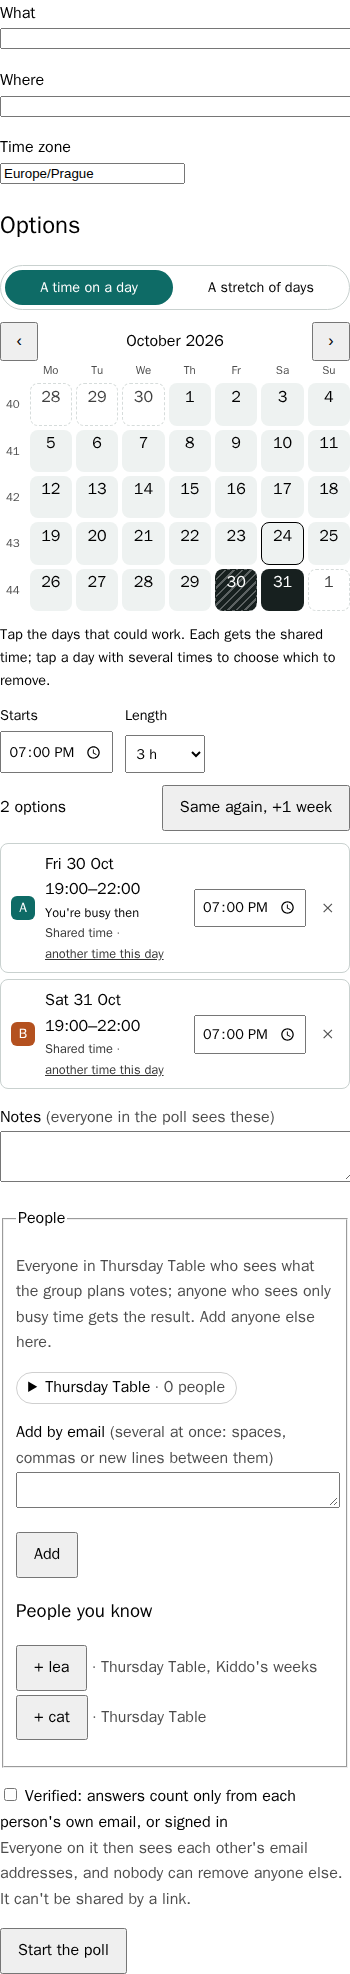 What
Where
Time zone
Europe/Prague
Options
A time on a day A stretch of days
‹ October 2026 ›
Mo Tu We Th Fr Sa Su
40 28 29 30 1 2 3 4
41 5 6 7 8 9 10 11
42 12 13 14 15 16 17 18
43 19 20 21 22 23 24 25
44 26 27 28 29 30 31 1
Tap the days that could work. Each gets the shared
time; tap a day with several times to choose which to
remove.
Starts Length
07:00 PM 3 h
2 options Same again, +1 week
Fri 30 Oct
19:00–22:00
A You're busy then 07:00 PM ×
Shared time ·
another time this day
Sat 31 Oct
19:00–22:00
B 07:00 PM ×
Shared time ·
another time this day
Notes (everyone in the poll sees these)
People
Everyone in Thursday Table who sees what
the group plans votes; anyone who sees only
busy time gets the result. Add anyone else
here.
▶ Thursday Table · 0 people
Add by email (several at once: spaces,
commas or new lines between them)
Add
People you know
+ lea · Thursday Table, Kiddo's weeks
+ cat · Thursday Table
Verified: answers count only from each
person's own email, or signed in
Everyone on it then sees each other's email
addresses, and nobody can remove anyone else.
It can't be shared by a link.
Start the poll